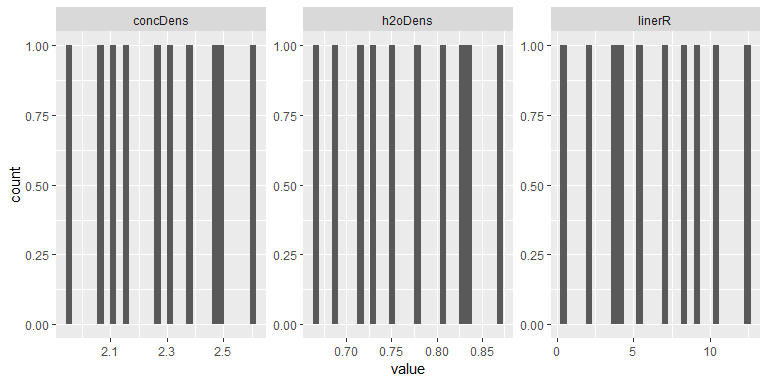 concDens h2oDens linerR
1.00 1.00 1.00
0.75 0.75 0.75
0.50 0.50 0.50
0.25 0.25 0.25
0.00 0.00 0.00
2.1 2.3 2.5 0.70 0.75 0.80 0.85 0 5 10
count
value